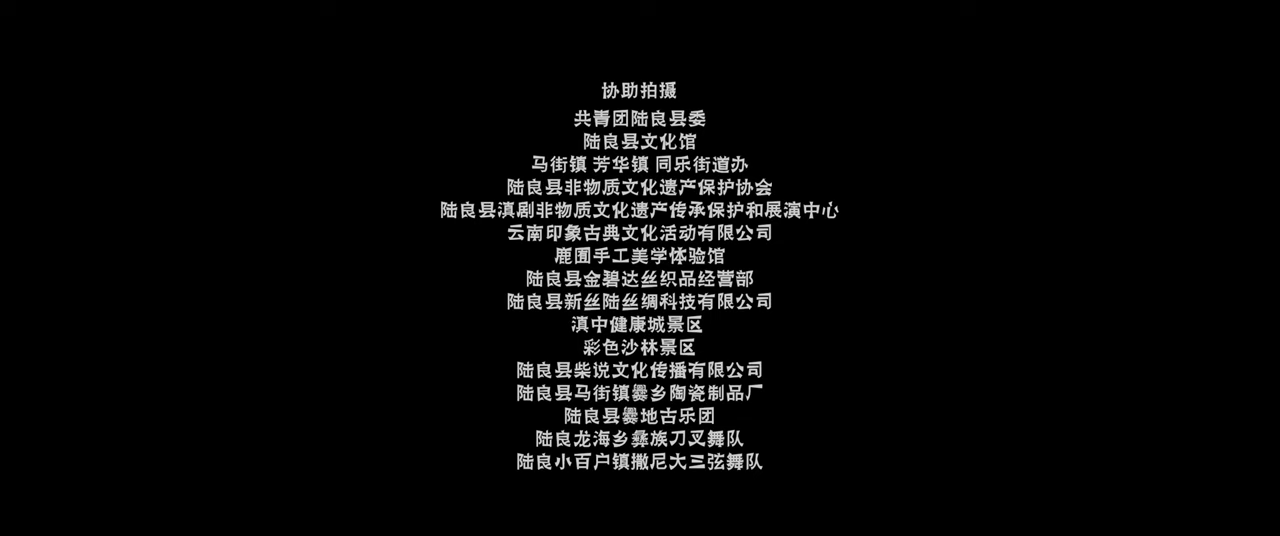 协助拍摄
共青团陆良县委
陆良县文化馆
马街镇 芳华镇 同乐街道办
陆良县非物质文化遗产保护协会
陆良县滇剧非物质文化遗产传承保护和展演中心
云南印象古典文化活动有限公司
鹿囿手工美学体验馆
陆良县金碧达丝织品经营部
陆良县新丝陆丝绸科技有限公司
滇中健康城景区
彩色沙林景区
陆良县柴说文化传播有限公司
陆良县马街镇爨乡陶瓷制品厂
陆良县爨地古乐团
陆良龙海乡彝族刀叉舞队
陆良小百户镇撒尼大三弦舞队